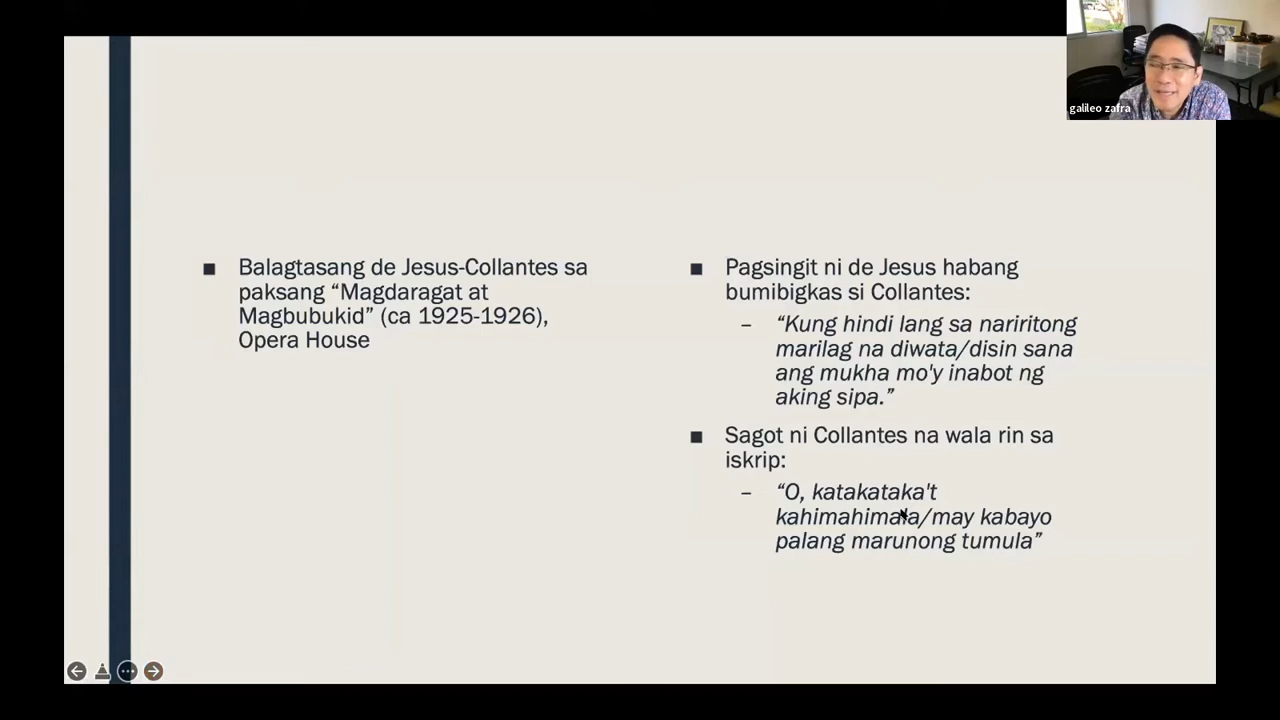 galileo zafra
■ Balagtasang de Jesus-Collantes sa
paksang “Magdaragat at
Magbubukid” (ca 1925-1926),
Opera House
■ Pagsingit ni de Jesus habang
bumibigkas si Collantes:
– “Kung hindi lang sa nariritong
marilag na diwata/disin sana
ang mukha mo'y inabot ng
aking sipa.”
■ Sagot ni Collantes na wala rin sa
iskrip:
– “O, katakataka't
kahimahimala/may kabayo
palang marunong tumula”